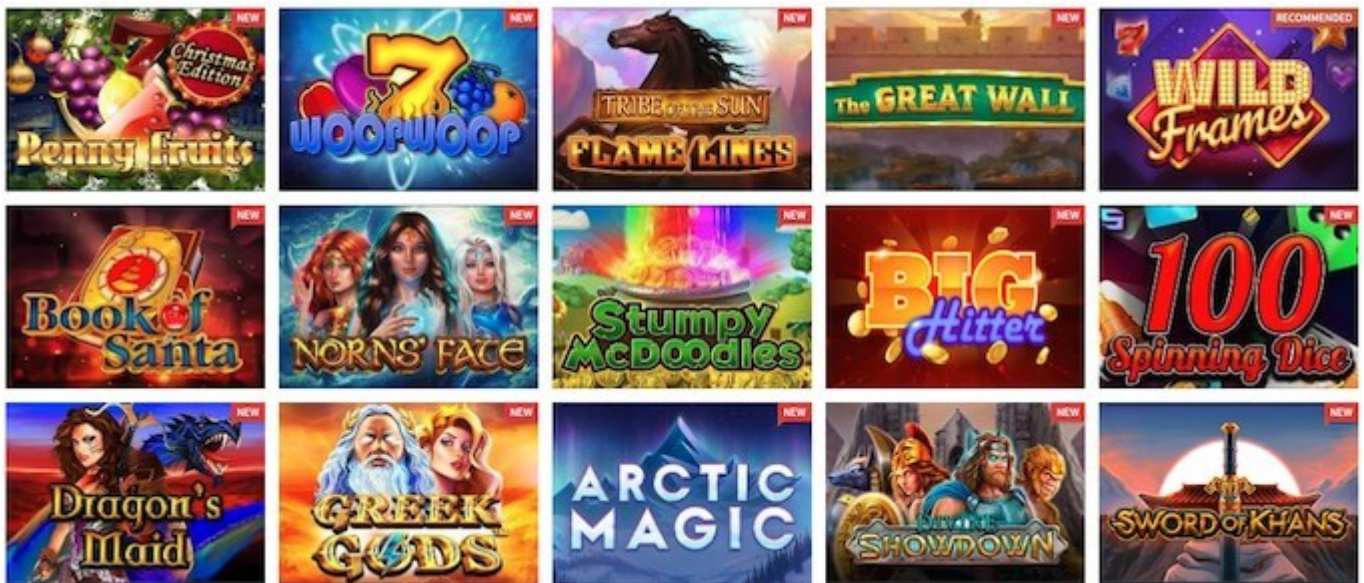 NEW
Christmas
Edition
Penny Fruits
NEW
WOOPWOOP
NEW
TRIBE OF THE SUN
FLAME LINES
NEW
The GREAT WALL
RECOMMENDED
WILD
Frames
NEW
Book of
Santa
NEW
NORNS' FATE
NEW
Stumpy
McDOOdles
NEW
BIG
Hitter
NEW
100
Spinning Dice
NEW
Dragon's
Maid
NEW
GREEK
GODS
NEW
ARCTIC
MAGIC
NEW
DIVINE
SHOWDOWN
NEW
SWORD OF KHANS